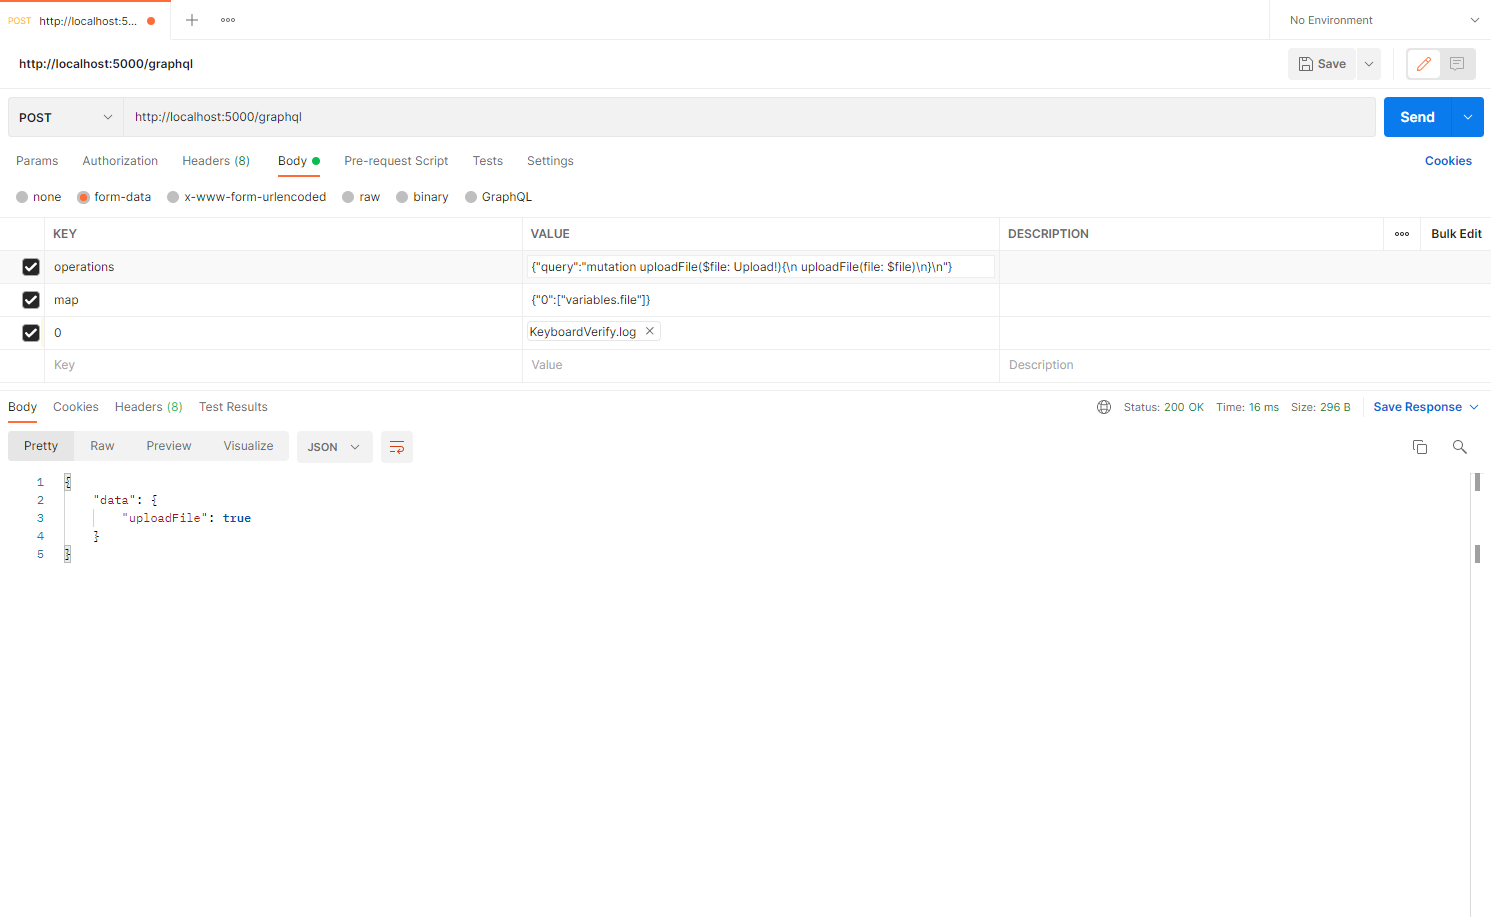 POST http://localhost:5... No Environment
http://localhost:5000/graphql Save
POST http://localhost:5000/graphql Send
Params Authorization Headers (8) Body Pre-request Script Tests Settings Cookies
none form-data x-www-form-urlencoded raw binary GraphQL
KEY VALUE DESCRIPTION Bulk Edit
operations {"query":"mutation uploadFile($file: Upload!){\n uploadFile(file: $file)\n}\n"}
map {"0":["variables.file"]}
0 KeyboardVerify.log
Key Value Description
Body Cookies Headers (8) Test Results Status: 200 OK Time: 16 ms Size: 296 B Save Response
Pretty Raw Preview Visualize JSON
1 {
2 "data": {
3 "uploadFile": true
4 }
5 }